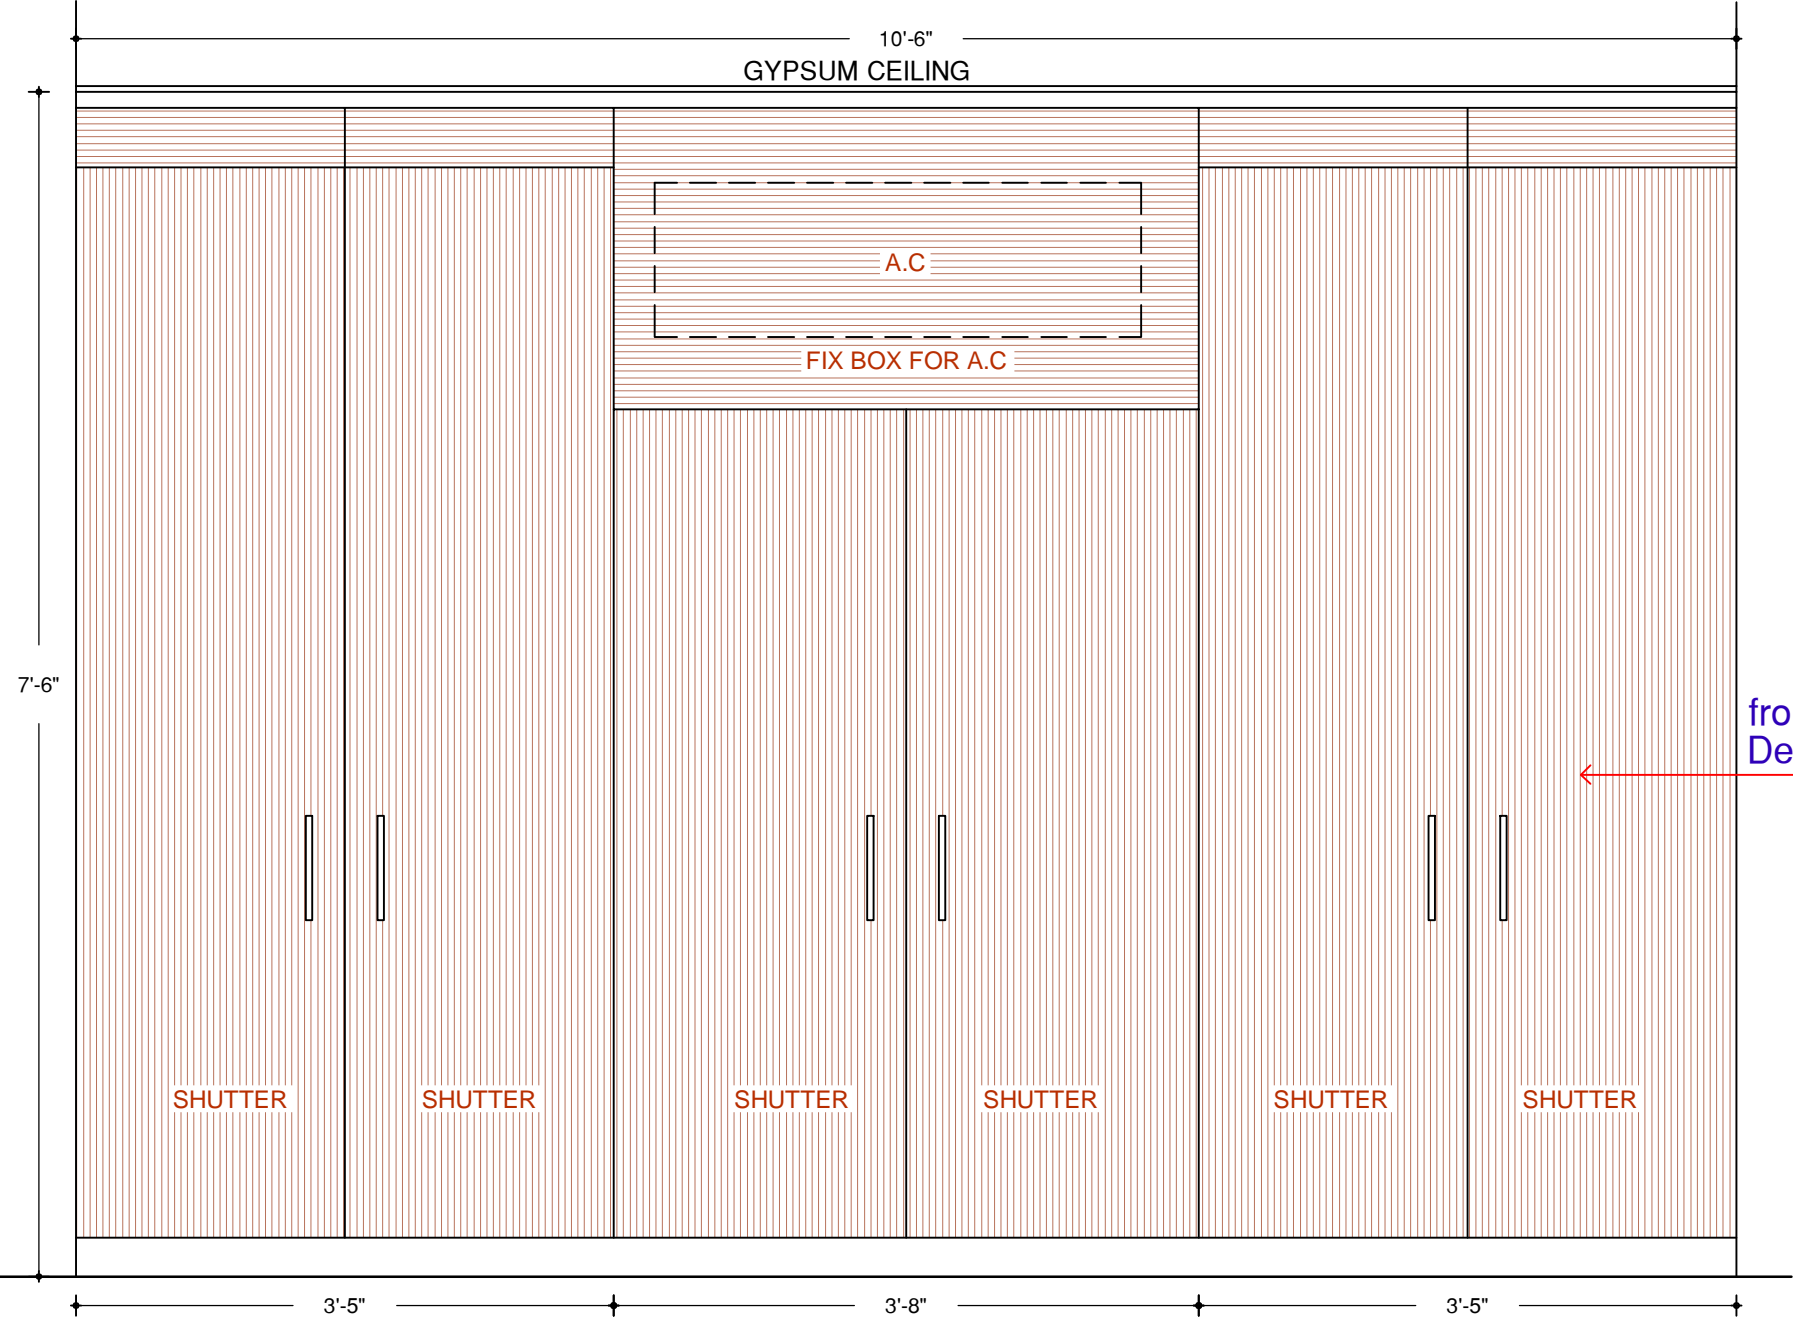 10'-6"
GYPSUM CEILING
A.C
FIX BOX FOR A.C
7'-6"
fro
De
SHUTTER SHUTTER SHUTTER SHUTTER SHUTTER SHUTTER
3'-5" 3'-8" 3'-5"